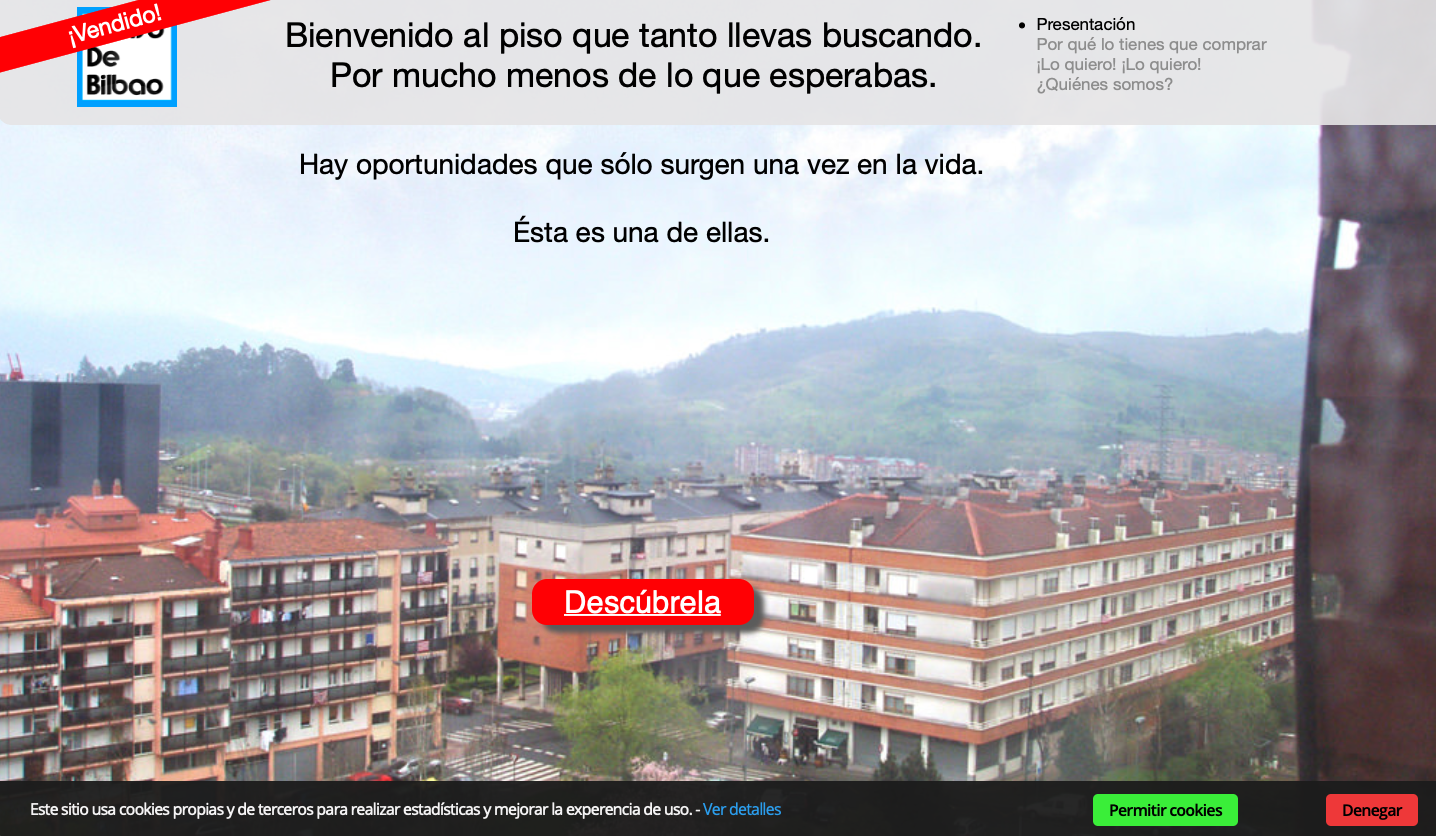 ¡Vendido!
De
Bilbao
Bienvenido al piso que tanto llevas buscando.
Por mucho menos de lo que esperabas.
Presentación
Por qué lo tienes que comprar
¡Lo quiero! ¡Lo quiero!
¿Quiénes somos?
Hay oportunidades que sólo surgen una vez en la vida.
Ésta es una de ellas.
Descúbrela
Este sitio usa cookies propias y de terceros para realizar estadísticas y mejorar la experencia de uso. - Ver detalles
Permitir cookies
Denegar